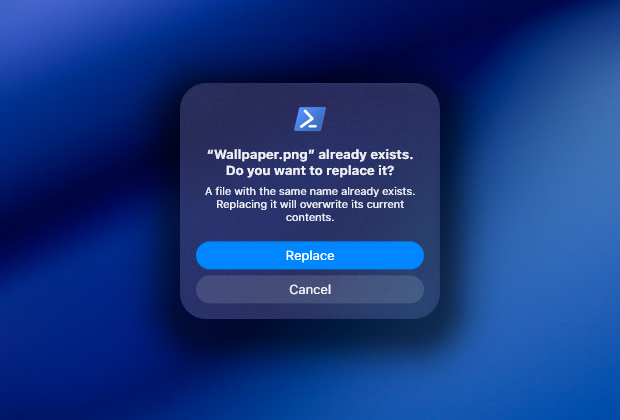 “Wallpaper.png” already exists.
Do you want to replace it?
A file with the same name already exists.
Replacing it will overwrite its current
contents.
Replace
Cancel